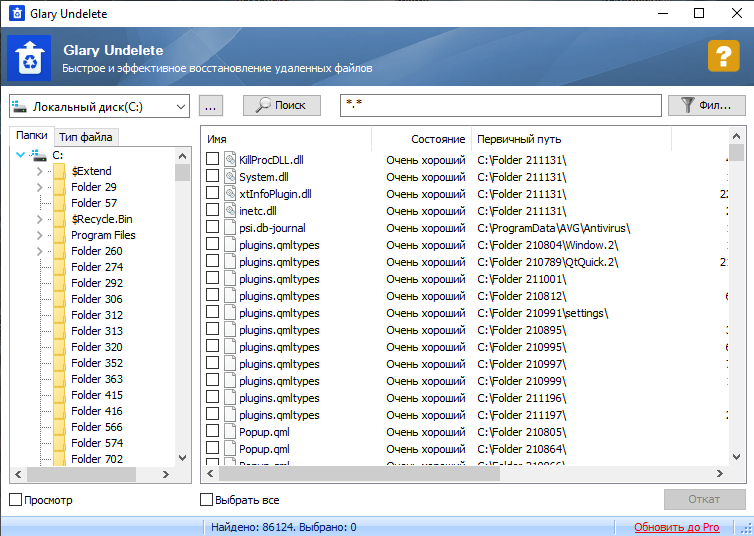 Glary Undelete
Glary Undelete
Быстрое и эффективное восстановление удаленных файлов
?
Локальный диск(C:) ... Поиск *.* Фил...
Папки Тип файла
C:
$Extend
Folder 29
Folder 57
$Recycle.Bin
Program Files
Folder 260
Folder 274
Folder 292
Folder 306
Folder 312
Folder 313
Folder 320
Folder 352
Folder 363
Folder 415
Folder 416
Folder 566
Folder 574
Folder 702
Имя Состояние Первичный путь
KillProcDLL.dll Очень хороший C:\Folder 211131\
System.dll Очень хороший C:\Folder 211131\
xtInfoPlugin.dll Очень хороший C:\Folder 211131\ 22
inetc.dll Очень хороший C:\Folder 211131\ 2
psi.db-journal Очень хороший C:\ProgramData\AVG\Antivirus\
plugins.qmltypes Очень хороший C:\Folder 210804\Window.2\
plugins.qmltypes Очень хороший C:\Folder 210789\QtQuick.2\ 21
plugins.qmltypes Очень хороший C:\Folder 211001\
plugins.qmltypes Очень хороший C:\Folder 210812\
plugins.qmltypes Очень хороший C:\Folder 210991\settings\
plugins.qmltypes Очень хороший C:\Folder 210895\
plugins.qmltypes Очень хороший C:\Folder 210995\
plugins.qmltypes Очень хороший C:\Folder 210997\
plugins.qmltypes Очень хороший C:\Folder 210999\
plugins.qmltypes Очень хороший C:\Folder 211196\
plugins.qmltypes Очень хороший C:\Folder 211197\
Popup.qml Очень хороший C:\Folder 210805\
Popup.qml Очень хороший C:\Folder 210864\
Popup.qml Очень хороший C:\Folder 210866\
Просмотр Выбрать все Откат
Найдено: 86124. Выбрано: 0 Обновить до Pro